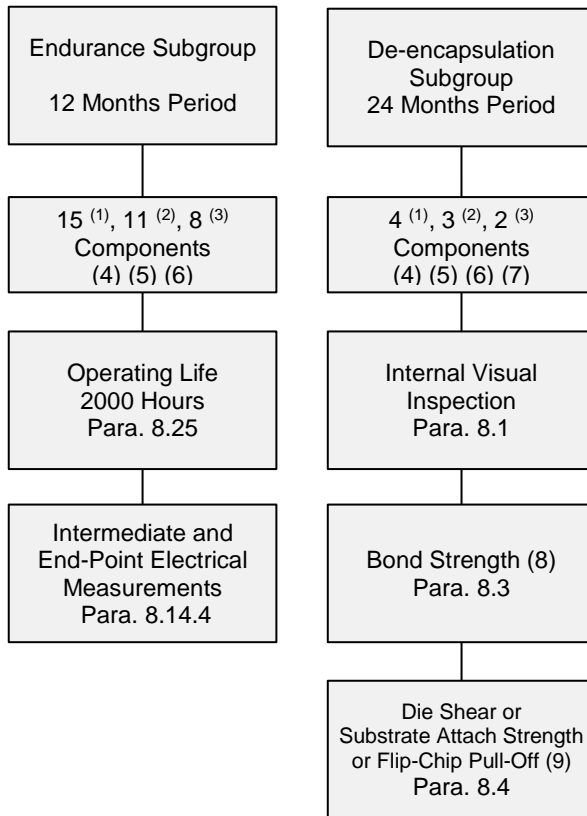 Endurance Subgroup
12 Months Period
15 (1), 11 (2), 8 (3)
Components
(4) (5) (6)
Operating Life
2000 Hours
Para. 8.25
Intermediate and
End-Point Electrical
Measurements
Para. 8.14.4
De-encapsulation
Subgroup
24 Months Period
4 (1), 3 (2), 2 (3)
Components
(4) (5) (6) (7)
Internal Visual
Inspection
Para. 8.1
Bond Strength (8)
Para. 8.3
Die Shear or
Substrate Attach Strength
or Flip-Chip Pull-Off (9)
Para. 8.4